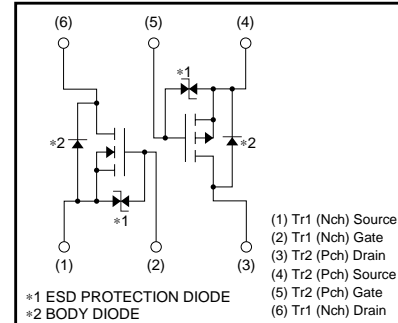 (6) (5) (4)
∗1
∗2 ∗2
∗1
(1) (2) (3)
(1) Tr1 (Nch) Source
(2) Tr1 (Nch) Gate
(3) Tr2 (Pch) Drain
(4) Tr2 (Pch) Source
(5) Tr2 (Pch) Gate
(6) Tr1 (Nch) Drain
∗1 ESD PROTECTION DIODE
∗2 BODY DIODE